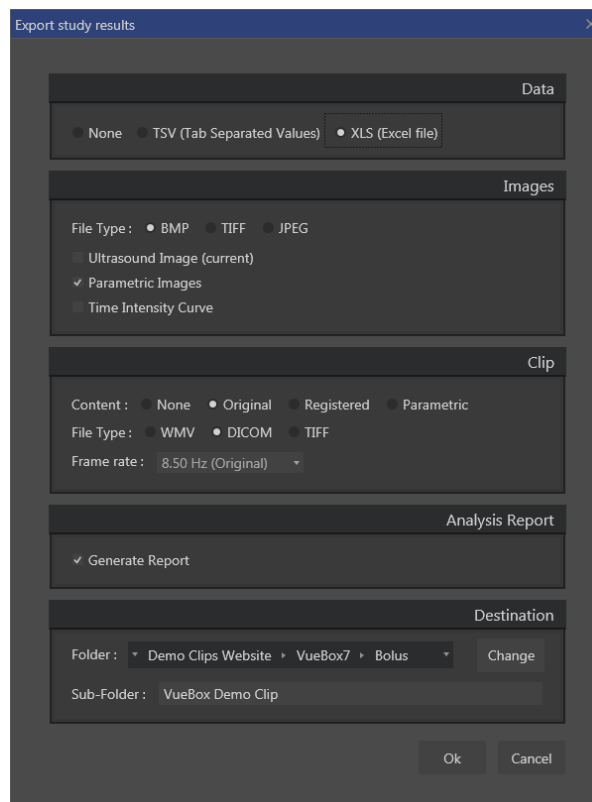 Export study results
Data
None TSV (Tab Separated Values) XLS (Excel file)
Images
File Type : BMP TIFF JPEG
Ultrasound Image (current)
Parametric Images
Time Intensity Curve
Clip
Content : None Original Registered Parametric
File Type : WMV DICOM TIFF
Frame rate : 8.50 Hz (Original)
Analysis Report
Generate Report
Destination
Folder : Demo Clips Website VueBox7 Bolus Change
Sub-Folder : VueBox Demo Clip
Ok Cancel